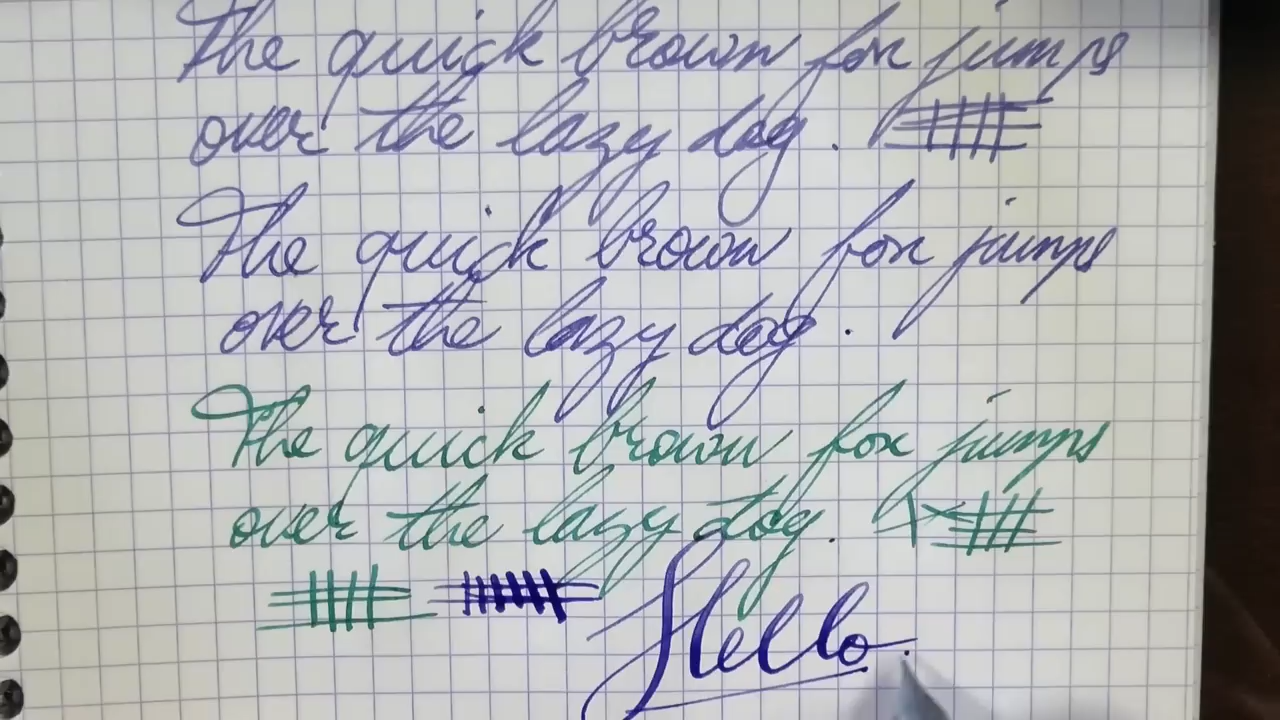 The quick brown fox jumps
over the lazy dog.
The quick brown fox jumps
over the lazy dog.
The quick brown fox jumps
over the lazy dog.
Hello.